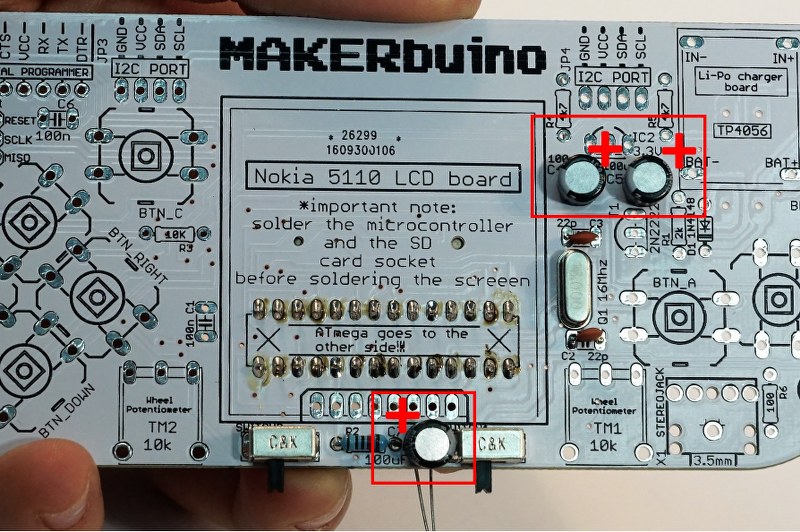 CTS
VCC
RX
TX
DTR
JP3
GND
VCC
SDA
SCL
MAKERbuino
JP4
GND
VCC
SDA
SCL
IN-
IN+
AL PROGRAMMER
I2C PORT
I2C PORT
Li-Po charger
board
TP4056
RESET
C6
100n
SCLK
MISO
4k7
IC2
3.3V
100
C5
BAT-
BAT+
26299
1609300106
Nokia 5110 LCD board
*important note:
solder the microcontroller
and the SD
card socket
before soldering the screeen
BTN_C
10K
R3
BTN_RIGHT
22p
C3
2N2222
R1
2k
D1
1N4148
16Mhz
BTN_A
100n
C1
ATmega goes to the
other side!!!
C2
22p
BTN_DOWN
Wheel
Potentiometer
TM2
10k
Wheel
Potentiometer
TM1
10k
STEREOJACK
X1
3.5mm
100
R6
R2
C&K
C&K
100uF